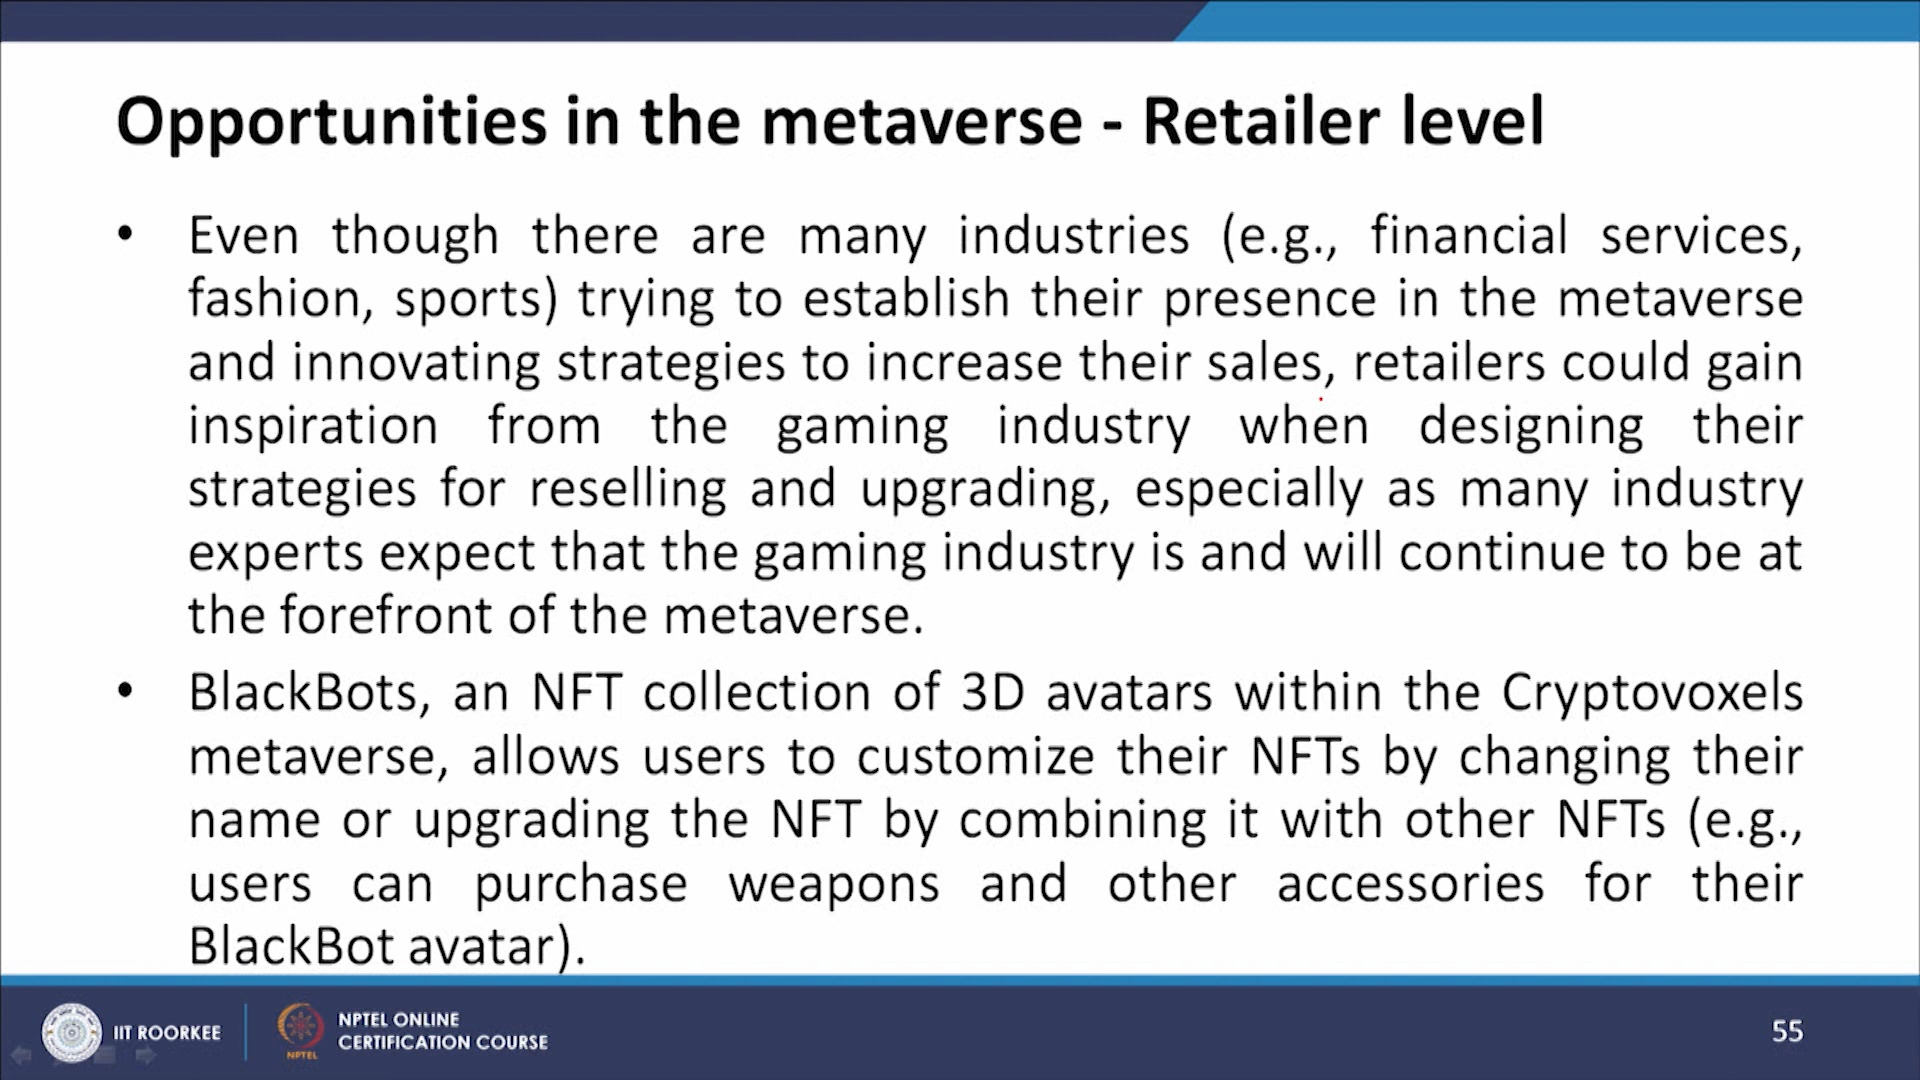 Opportunities in the metaverse - Retailer level
• Even though there are many industries (e.g., financial services,
fashion, sports) trying to establish their presence in the metaverse
and innovating strategies to increase their sales, retailers could gain
inspiration from the gaming industry when designing their
strategies for reselling and upgrading, especially as many industry
experts expect that the gaming industry is and will continue to be at
the forefront of the metaverse.
• BlackBots, an NFT collection of 3D avatars within the Cryptovoxels
metaverse, allows users to customize their NFTs by changing their
name or upgrading the NFT by combining it with other NFTs (e.g.,
users can purchase weapons and other accessories for their
BlackBot avatar).
IIT ROORKEE
NPTEL
NPTEL ONLINE
CERTIFICATION COURSE
55